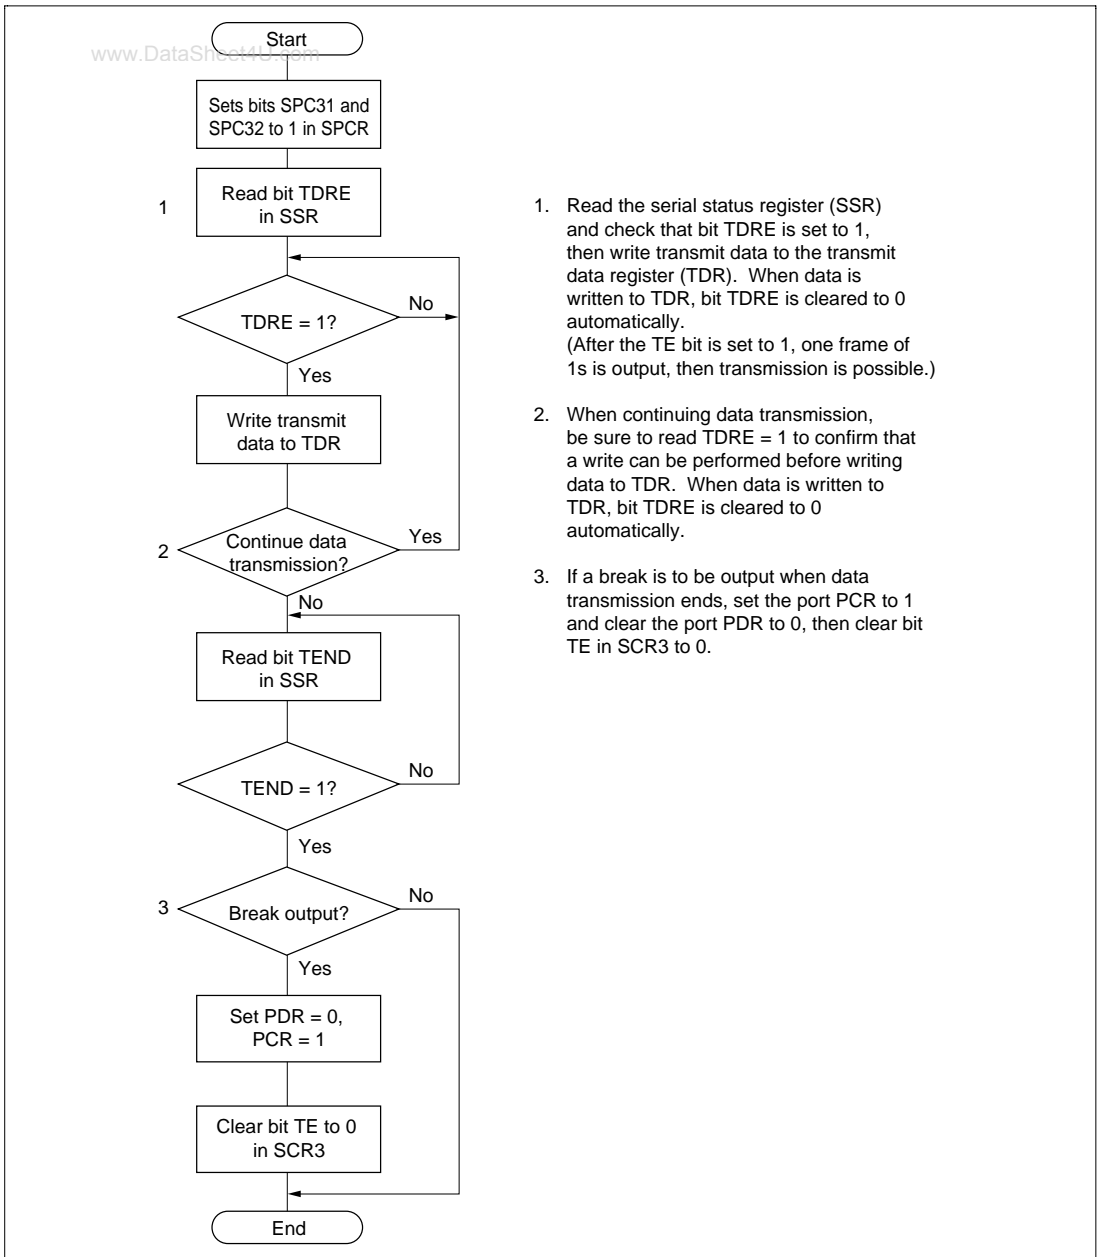 www.DataSheet4U.com
Start
Sets bits SPC31 and
SPC32 to 1 in SPCR
1
Read bit TDRE
in SSR
TDRE = 1?
No
Yes
Write transmit
data to TDR
2
Continue data
transmission?
Yes
No
Read bit TEND
in SSR
TEND = 1?
No
Yes
3
Break output?
No
Yes
Set PDR = 0,
PCR = 1
Clear bit TE to 0
in SCR3
End
1. Read the serial status register (SSR)
and check that bit TDRE is set to 1,
then write transmit data to the transmit
data register (TDR).  When data is
written to TDR, bit TDRE is cleared to 0
automatically.
(After the TE bit is set to 1, one frame of
1s is output, then transmission is possible.)
2. When continuing data transmission,
be sure to read TDRE = 1 to confirm that
a write can be performed before writing
data to TDR.  When data is written to
TDR, bit TDRE is cleared to 0
automatically.
3. If a break is to be output when data
transmission ends, set the port PCR to 1
and clear the port PDR to 0, then clear bit
TE in SCR3 to 0.